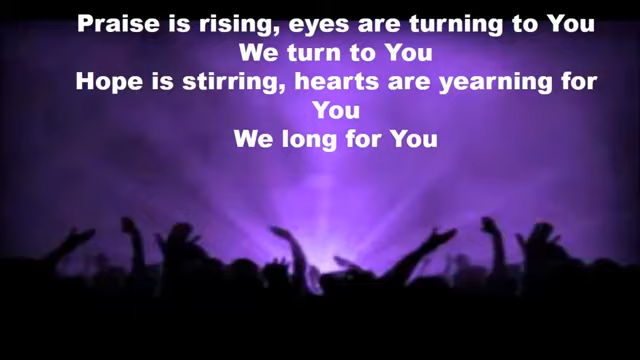 Praise is rising, eyes are turning to You
We turn to You
Hope is stirring, hearts are yearning for
You
We long for You